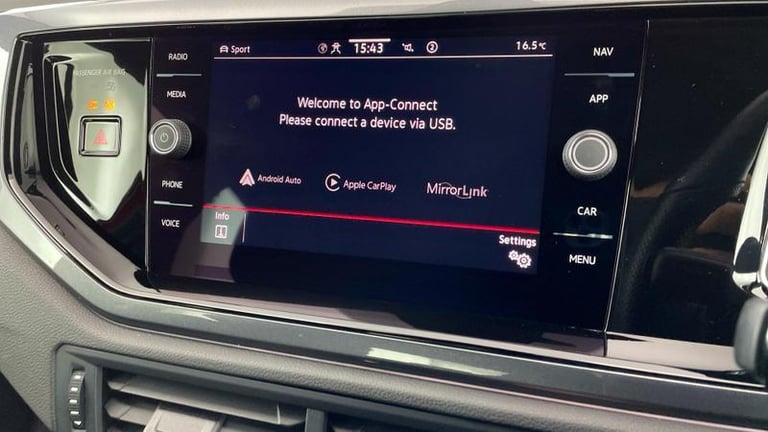 PASSENGER AIR BAG
RADIO
MEDIA
PHONE
VOICE
Sport
15:43
2
16.5°C
Welcome to App-Connect
Please connect a device via USB.
Android Auto
Apple CarPlay
MirrorLink
Info
Settings
NAV
APP
CAR
MENU